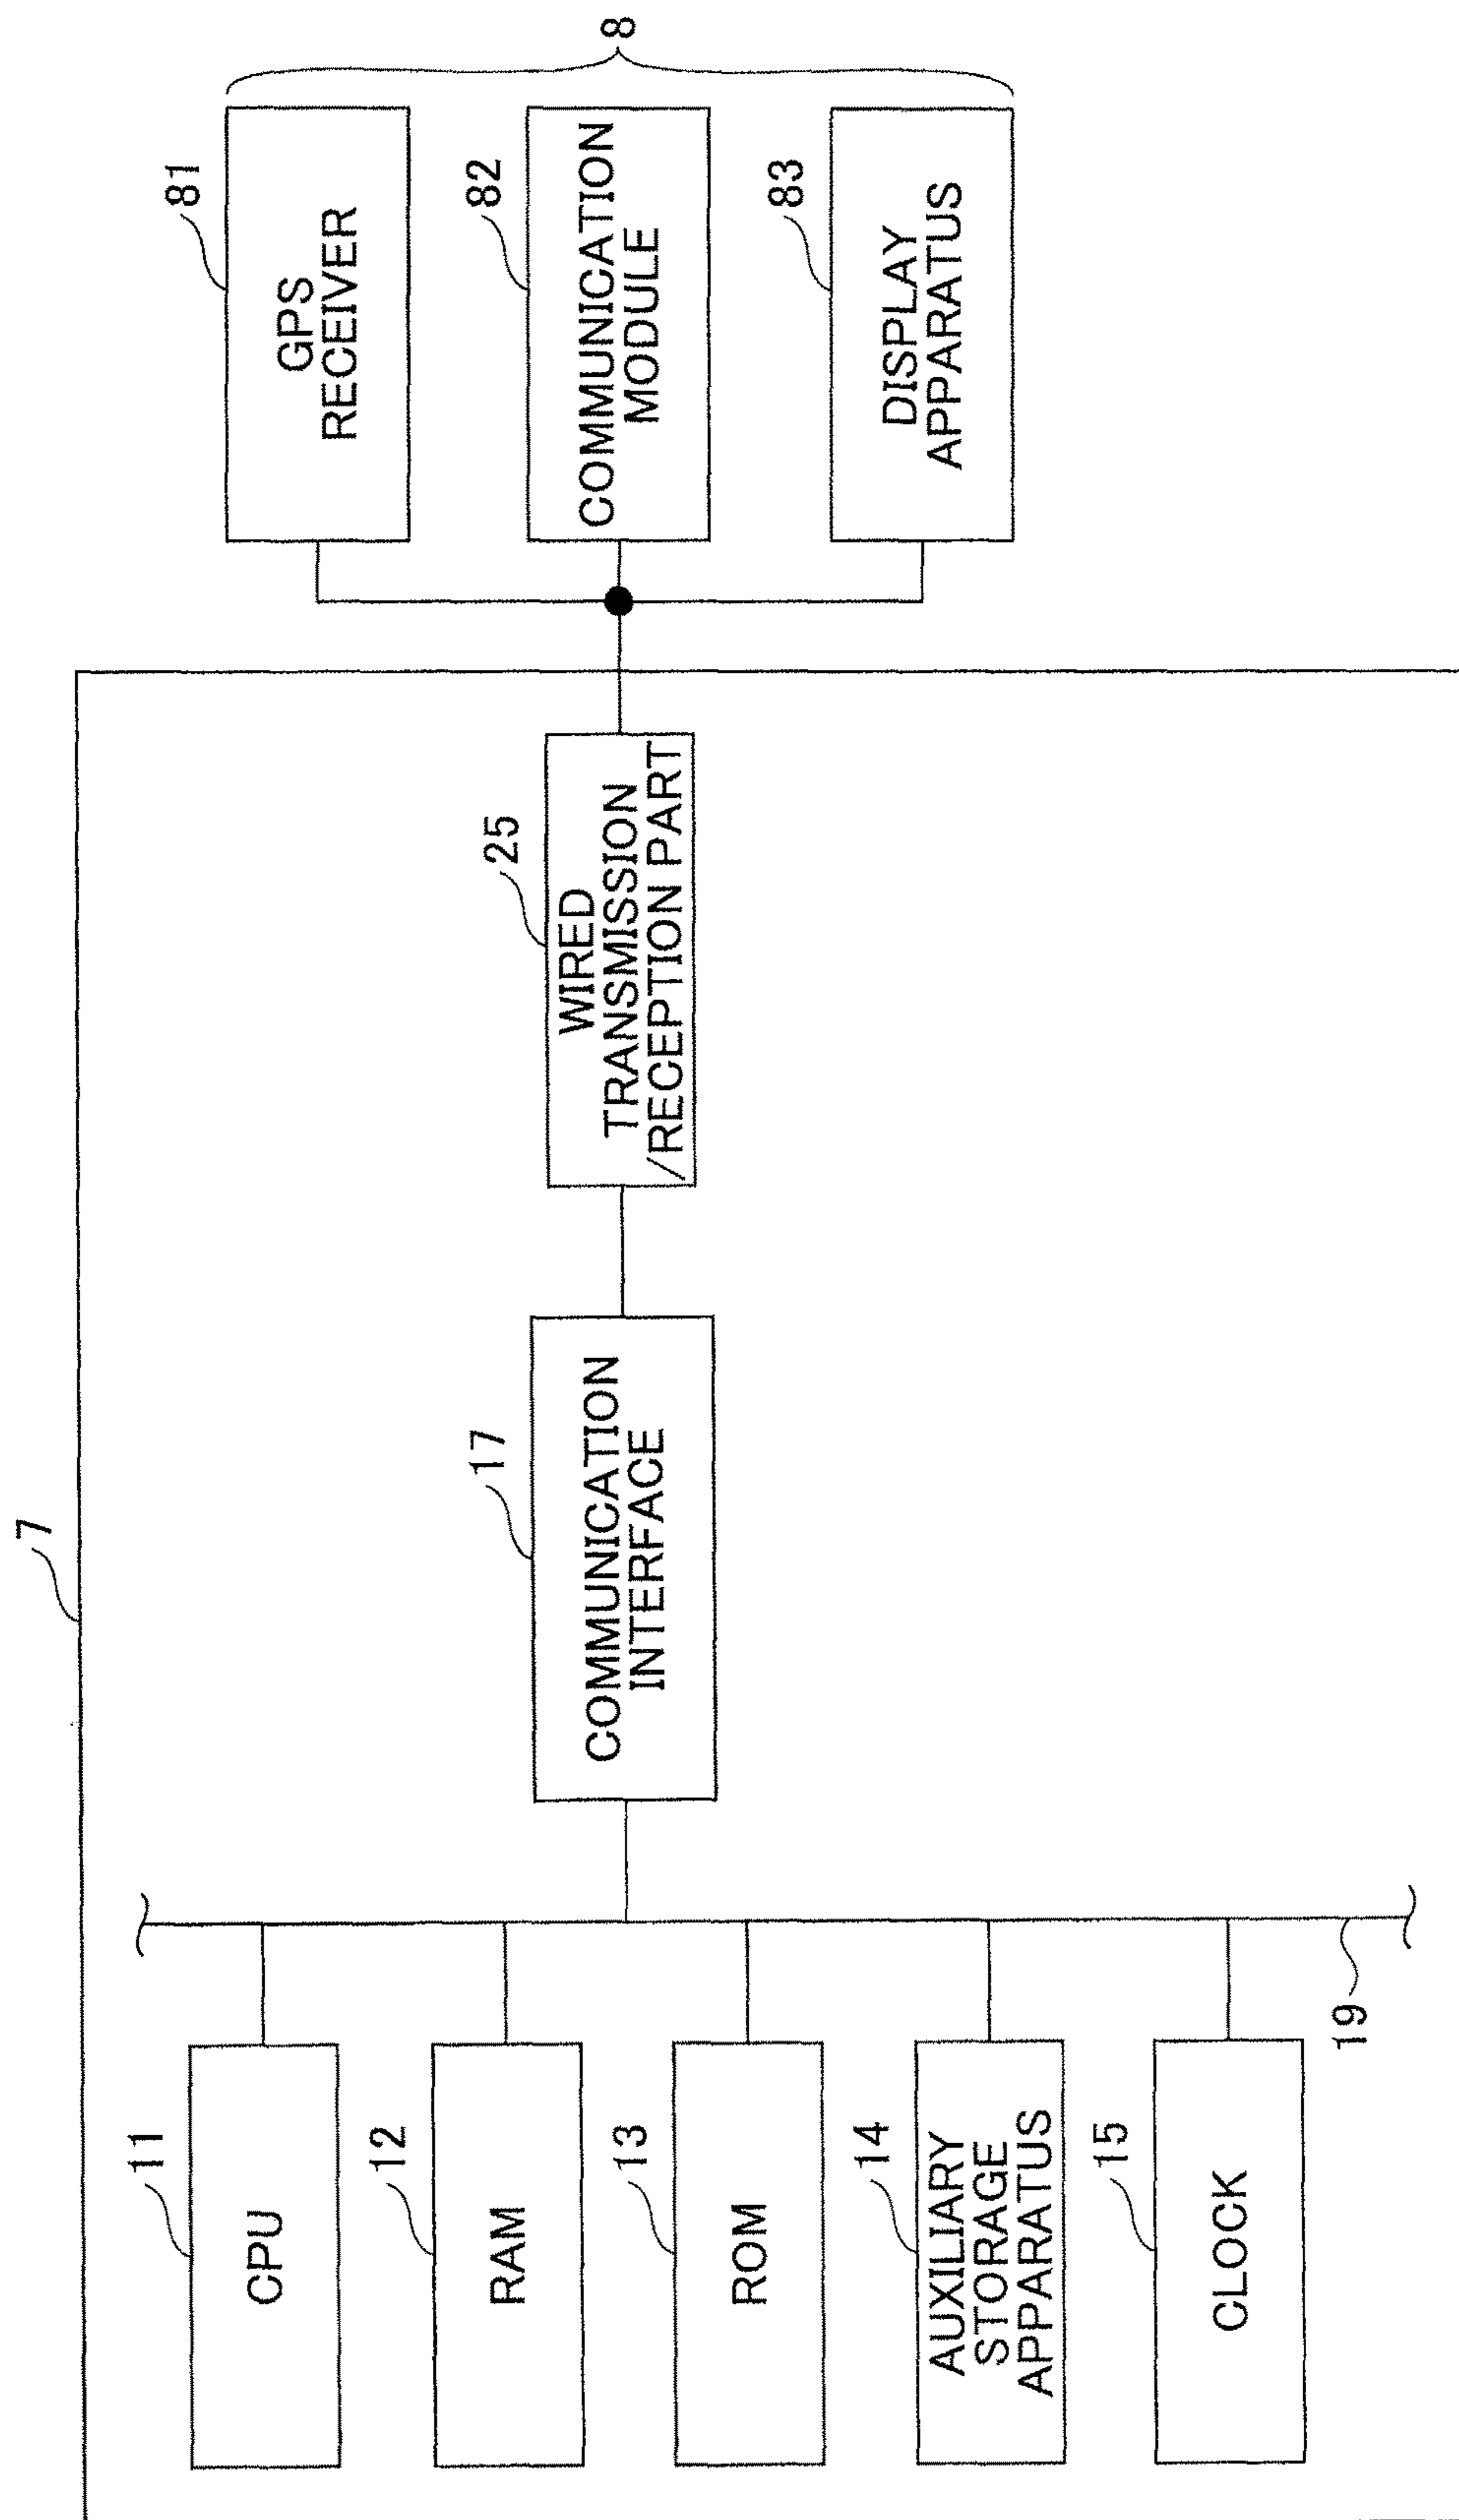 7
11
CPU
12
RAM
13
ROM
14
AUXILIARY
STORAGE
APPARATUS
15
CLOCK
19
17
COMMUNICATION
INTERFACE
25
WIRED
TRANSMISSION
/RECEPTION PART
81
GPS
RECEIVER
82
COMMUNICATION
MODULE
83
DISPLAY
APPARATUS
8